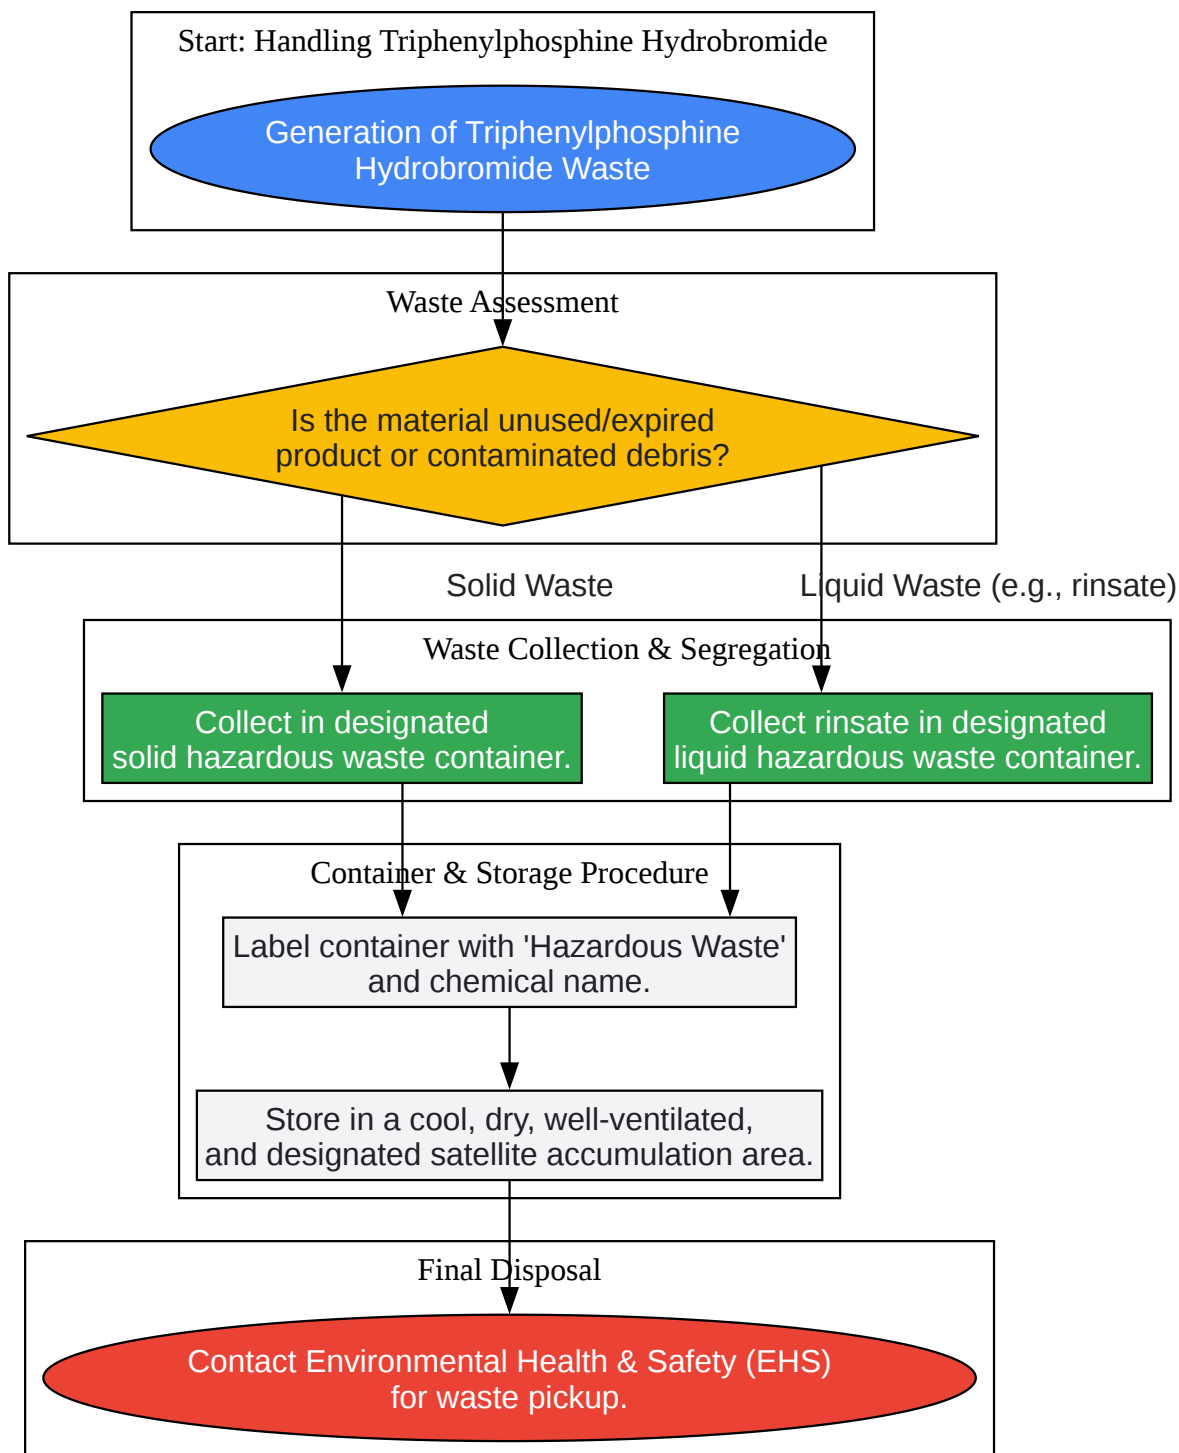 Start: Handling Triphenylphosphine Hydrobromide
Generation of Triphenylphosphine
Hydrobromide Waste
Waste Assessment
Is the material unused/expired
product or contaminated debris?
Solid Waste
Liquid Waste (e.g., rinsate)
Waste Collection & Segregation
Collect in designated
solid hazardous waste container.
Collect rinsate in designated
liquid hazardous waste container.
Container & Storage Procedure
Label container with 'Hazardous Waste'
and chemical name.
Store in a cool, dry, well-ventilated,
and designated satellite accumulation area.
Final Disposal
Contact Environmental Health & Safety (EHS)
for waste pickup.